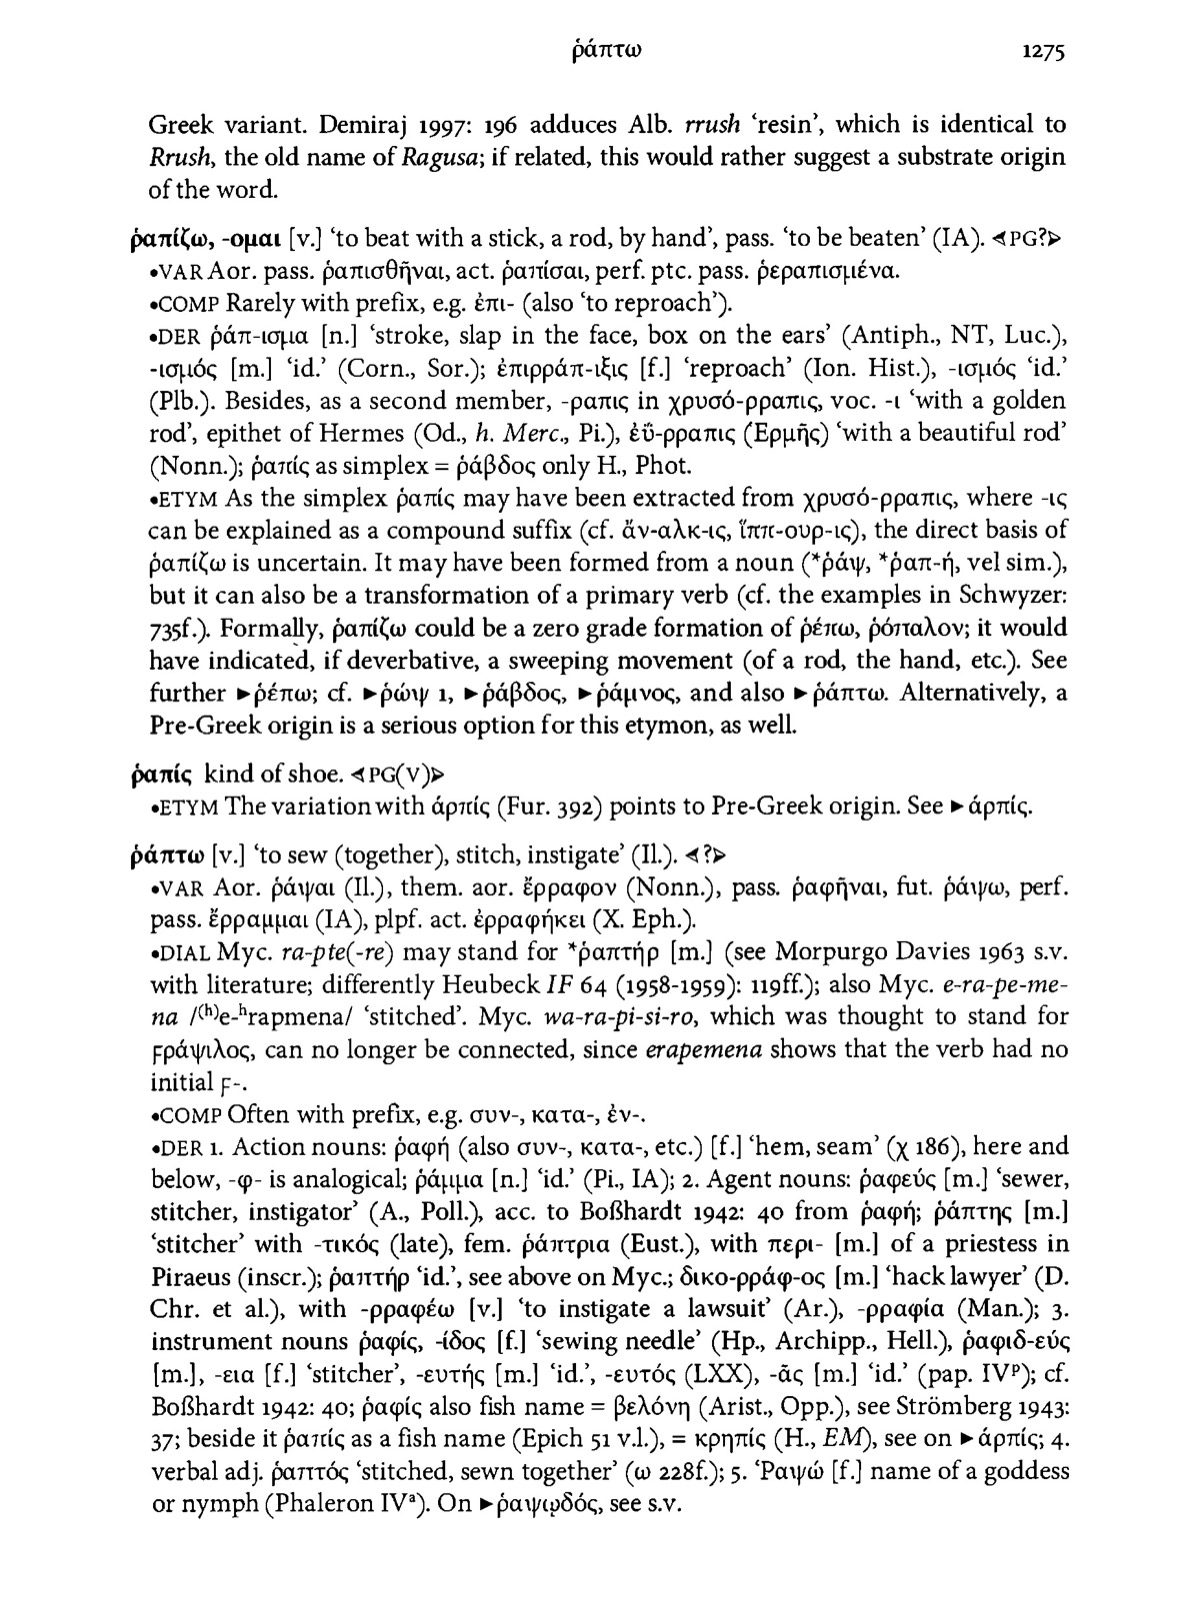 ῥάπτω 1275
Greek variant. Demiraj 1997: 196 adduces Alb. rrush ‘resin’, which is identical to
Rrush, the old name of Ragusa; if related, this would rather suggest a substrate origin
of the word.
ῥαπίζω, -ομαι [v.] ‘to beat with a stick, a rod, by hand’, pass. ‘to be beaten’ (IA). ⊲PG?⊳
•VAR Aor. pass. ῥαπισθῆναι, act. ῥαπίσαι, perf. ptc. pass. ῥεραπισμένα.
•COMP Rarely with prefix, e.g. ἐπι- (also ‘to reproach’).
•DER ῥάπ-ισμα [n.] ‘stroke, slap in the face, box on the ears’ (Antiph., NT, Luc.),
-ισμός [m.] ‘id.’ (Corn., Sor.); ἐπιρράπ-ιξις [f.] ‘reproach’ (Ion. Hist.), -ισμός ‘id.’
(Plb.). Besides, as a second member, -ραπις in χρυσό-ρραπις, voc. -ι ‘with a golden
rod’, epithet of Hermes (Od., h. Merc., Pi.), ἐΰ-ρραπις (Ἑρμῆς) ‘with a beautiful rod’
(Nonn.); ῥαπίς as simplex = ῥάβδος only H., Phot.
•ETYM As the simplex ῥαπίς may have been extracted from χρυσό-ρραπις, where -ις
can be explained as a compound suffix (cf. ἄν-αλκ-ις, ἵππ-ουρ-ις), the direct basis of
ῥαπίζω is uncertain. It may have been formed from a noun (*ῥάψ, *ῥαπ-ή, vel sim.),
but it can also be a transformation of a primary verb (cf. the examples in Schwyzer:
735f.). Formally, ῥαπίζω could be a zero grade formation of ῥέπω, ῥόπαλον; it would
have indicated, if deverbative, a sweeping movement (of a rod, the hand, etc.). See
further ►ῥέπω; cf. ►ῥώψ 1, ►ῥάβδος, ►ῥάμνος, and also ►ῥάπτω. Alternatively, a
Pre-Greek origin is a serious option for this etymon, as well.
ῥαπίς kind of shoe. ⊲PG(V)⊳
•ETYM The variation with ἀρπίς (Fur. 392) points to Pre-Greek origin. See ►ἀρπίς.
ῥάπτω [v.] ‘to sew (together), stitch, instigate’ (Il.). ⊲?⊳
•VAR Aor. ῥάψαι (Il.), them. aor. ἔρραφον (Nonn.), pass. ῥαφῆναι, fut. ῥάψω, perf.
pass. ἔρραμμαι (IA), plpf. act. ἐρραφήκει (X. Eph.).
•DIAL Myc. ra-pte(-re) may stand for *ῥαπτήρ [m.] (see Morpurgo Davies 1963 s.v.
with literature; differently Heubeck IF 64 (1958-1959): 119ff.); also Myc. e-ra-pe-me-
na /⁽ʰ⁾e-ʰrapmena/ ‘stitched’. Myc. wa-ra-pi-si-ro, which was thought to stand for
ϝράψιλος, can no longer be connected, since erapemena shows that the verb had no
initial ϝ-.
•COMP Often with prefix, e.g. συν-, κατα-, ἐν-.
•DER 1. Action nouns: ῥαφή (also συν-, κατα-, etc.) [f.] ‘hem, seam’ (χ 186), here and
below, -φ- is analogical; ῥάμμα [n.] ‘id.’ (Pi., IA); 2. Agent nouns: ῥαφεύς [m.] ‘sewer,
stitcher, instigator’ (A., Poll.), acc. to Boßhardt 1942: 40 from ῥαφή; ῥάπτης [m.]
‘stitcher’ with -τικός (late), fem. ῥάπτρια (Eust.), with περι- [m.] of a priestess in
Piraeus (inscr.); ῥαπτήρ ‘id.’, see above on Myc.; δικο-ρράφ-ος [m.] ‘hack lawyer’ (D.
Chr. et al.), with -ρραφέω [v.] ‘to instigate a lawsuit’ (Ar.), -ρραφία (Man.); 3.
instrument nouns ῥαφίς, -ίδος [f.] ‘sewing needle’ (Hp., Archipp., Hell.), ῥαφιδ-εύς
[m.], -εια [f.] ‘stitcher’, -ευτής [m.] ‘id.’, -ευτός (LXX), -ᾶς [m.] ‘id.’ (pap. IVᵖ); cf.
Boßhardt 1942: 40; ῥαφίς also fish name = βελόνη (Arist., Opp.), see Strömberg 1943:
37; beside it ῥαπίς as a fish name (Epich 51 v.l.), = κρηπίς (H., EM), see on ►ἀρπίς; 4.
verbal adj. ῥαπτός ‘stitched, sewn together’ (ω 228f.); 5. Ῥαψώ [f.] name of a goddess
or nymph (Phaleron IVᵃ). On ►ῥαψῳδός, see s.v.